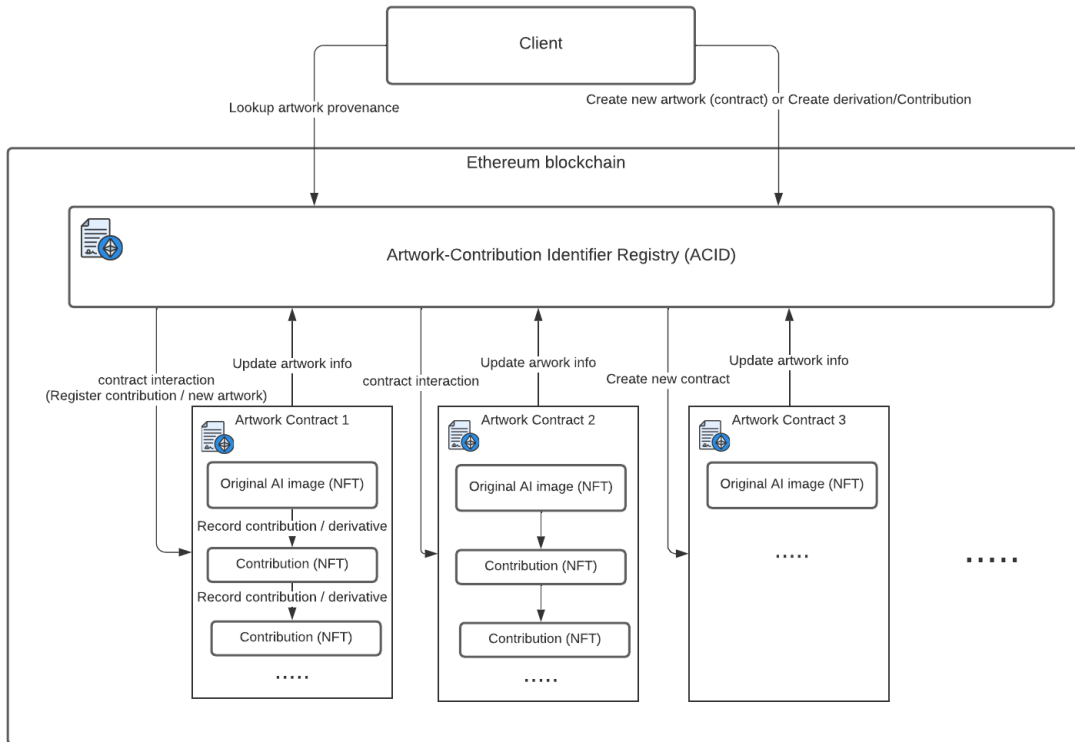 Client
Lookup artwork provenance
Create new artwork (contract) or Create derivation/Contribution
Ethereum blockchain
Artwork-Contribution Identifier Registry (ACID)
contract interaction
(Register contribution / new artwork)
Update artwork info
contract interaction
Update artwork info
Create new contract
Update artwork info
Artwork Contract 1
Original AI image (NFT)
Record contribution / derivative
Contribution (NFT)
Record contribution / derivative
Contribution (NFT)
.....
Artwork Contract 2
Original AI image (NFT)
Contribution (NFT)
Contribution (NFT)
.....
Artwork Contract 3
Original AI image (NFT)
.....
.....